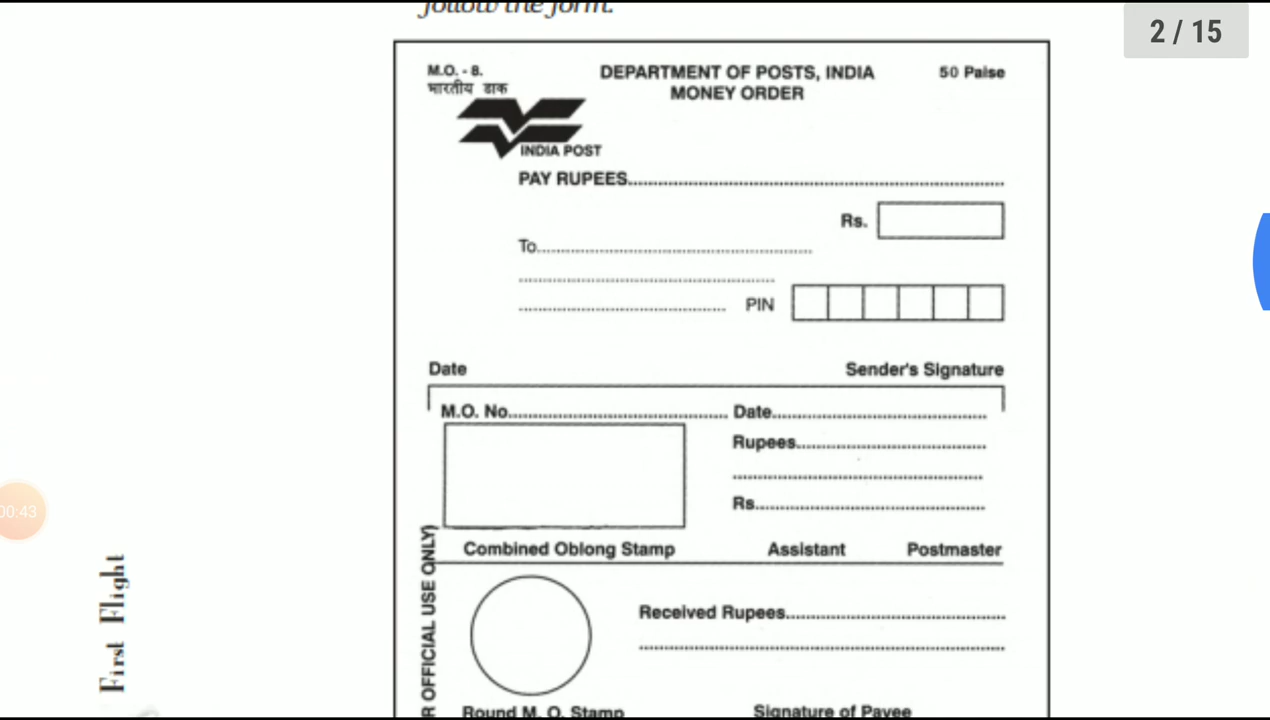 follow the form.
2 / 15
M.O. - 8.
DEPARTMENT OF POSTS, INDIA
50 Paise
भारतीय डाक
MONEY ORDER
INDIA POST
PAY RUPEES
Rs.
To
PIN
Date
Sender's Signature
M.O. No.
Date
Rupees
Rs
Combined Oblong Stamp
Assistant
Postmaster
R OFFICIAL USE ONLY)
Received Rupees
Round M. O. Stamp
Signature of Payee
First Flight
00:43